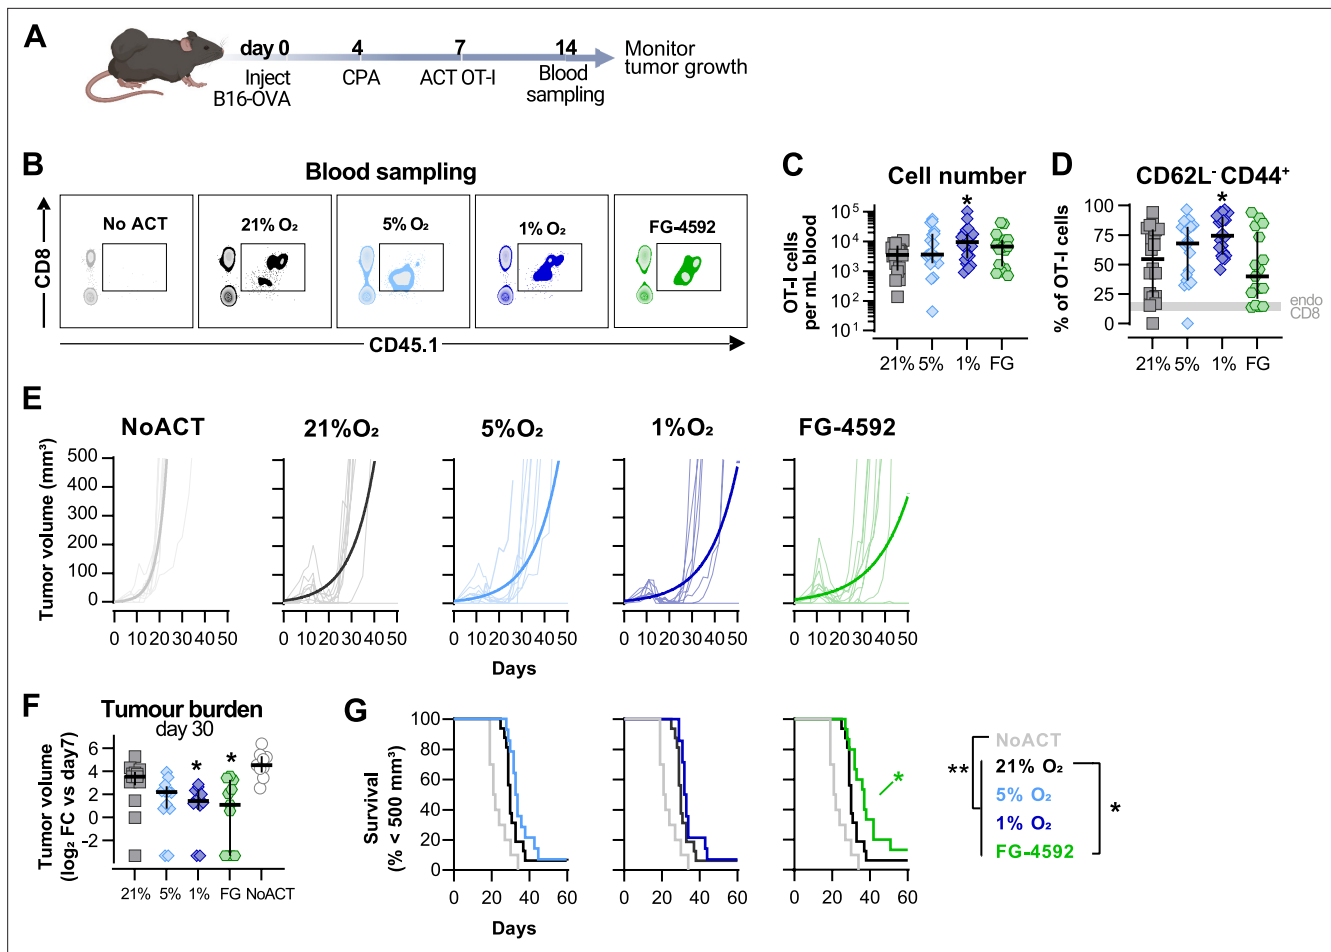 A
day 0 4 7 14
Monitor
tumor growth
Inject
B16-OVA
CPA
ACT OT-I
Blood
sampling
B
Blood sampling
No ACT
21% O₂
5% O₂
1% O₂
FG-4592
CD8
CD45.1
C
Cell number
*
OT-I cells
per mL blood
10⁵
10⁴
10³
10²
10¹
21% 5% 1% FG
D
CD62L⁻ CD44⁺
*
% of OT-I cells
100
75
50
25
0
endo
CD8
21% 5% 1% FG
E
NoACT
21%O₂
5%O₂
1%O₂
FG-4592
Tumor volume (mm³)
500
400
300
200
100
0
0 10 20 30 40 50
0 10 20 30 40 50
0 10 20 30 40 50
0 10 20 30 40 50
0 10 20 30 40 50
Days
F
Tumour burden
day 30
Tumor volume
(log₂ FC vs day7)
6
4
2
0
−2
* *
21% 5% 1% FG NoACT
G
Survival
(% < 500 mm³)
100
80
60
40
20
0
0 20 40 60
0 20 40 60
0 20 40 60
Days
*
NoACT
21% O₂
5% O₂
1% O₂
FG-4592
**
*